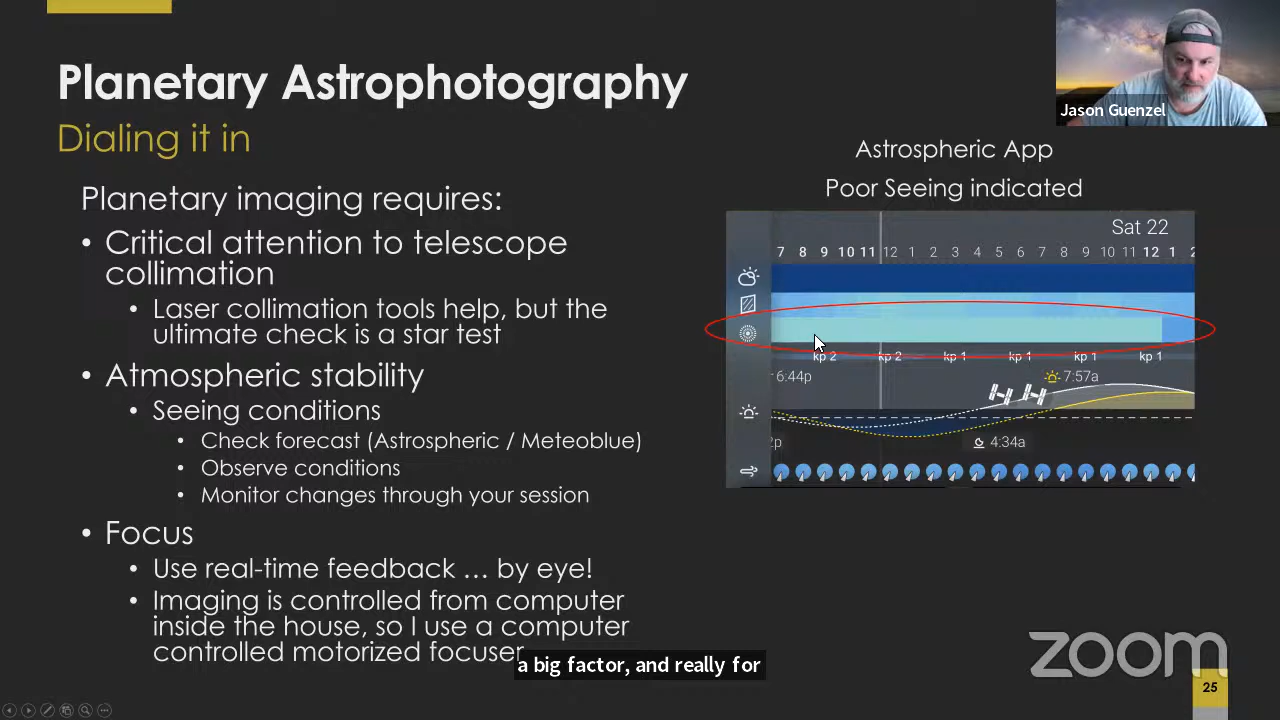 Planetary Astrophotography
Dialing it in
Planetary imaging requires:
• Critical attention to telescope
collimation
• Laser collimation tools help, but the
ultimate check is a star test
• Atmospheric stability
• Seeing conditions
• Check forecast (Astrospheric / Meteoblue)
• Observe conditions
• Monitor changes through your session
• Focus
• Use real-time feedback … by eye!
• Imaging is controlled from computer
inside the house, so I use a computer
controlled motorized focuser
Jason Guenzel
Astrospheric App
Poor Seeing indicated
Sat 22
7 8 9 10 11 12 1 2 3 4 5 6 7 8 9 10 11 12 1 2
kp 2 kp 2 kp 1 kp 1 kp 1 kp 1
6:44p 7:57a
2p 4:34a
a big factor, and really for
zoom
25